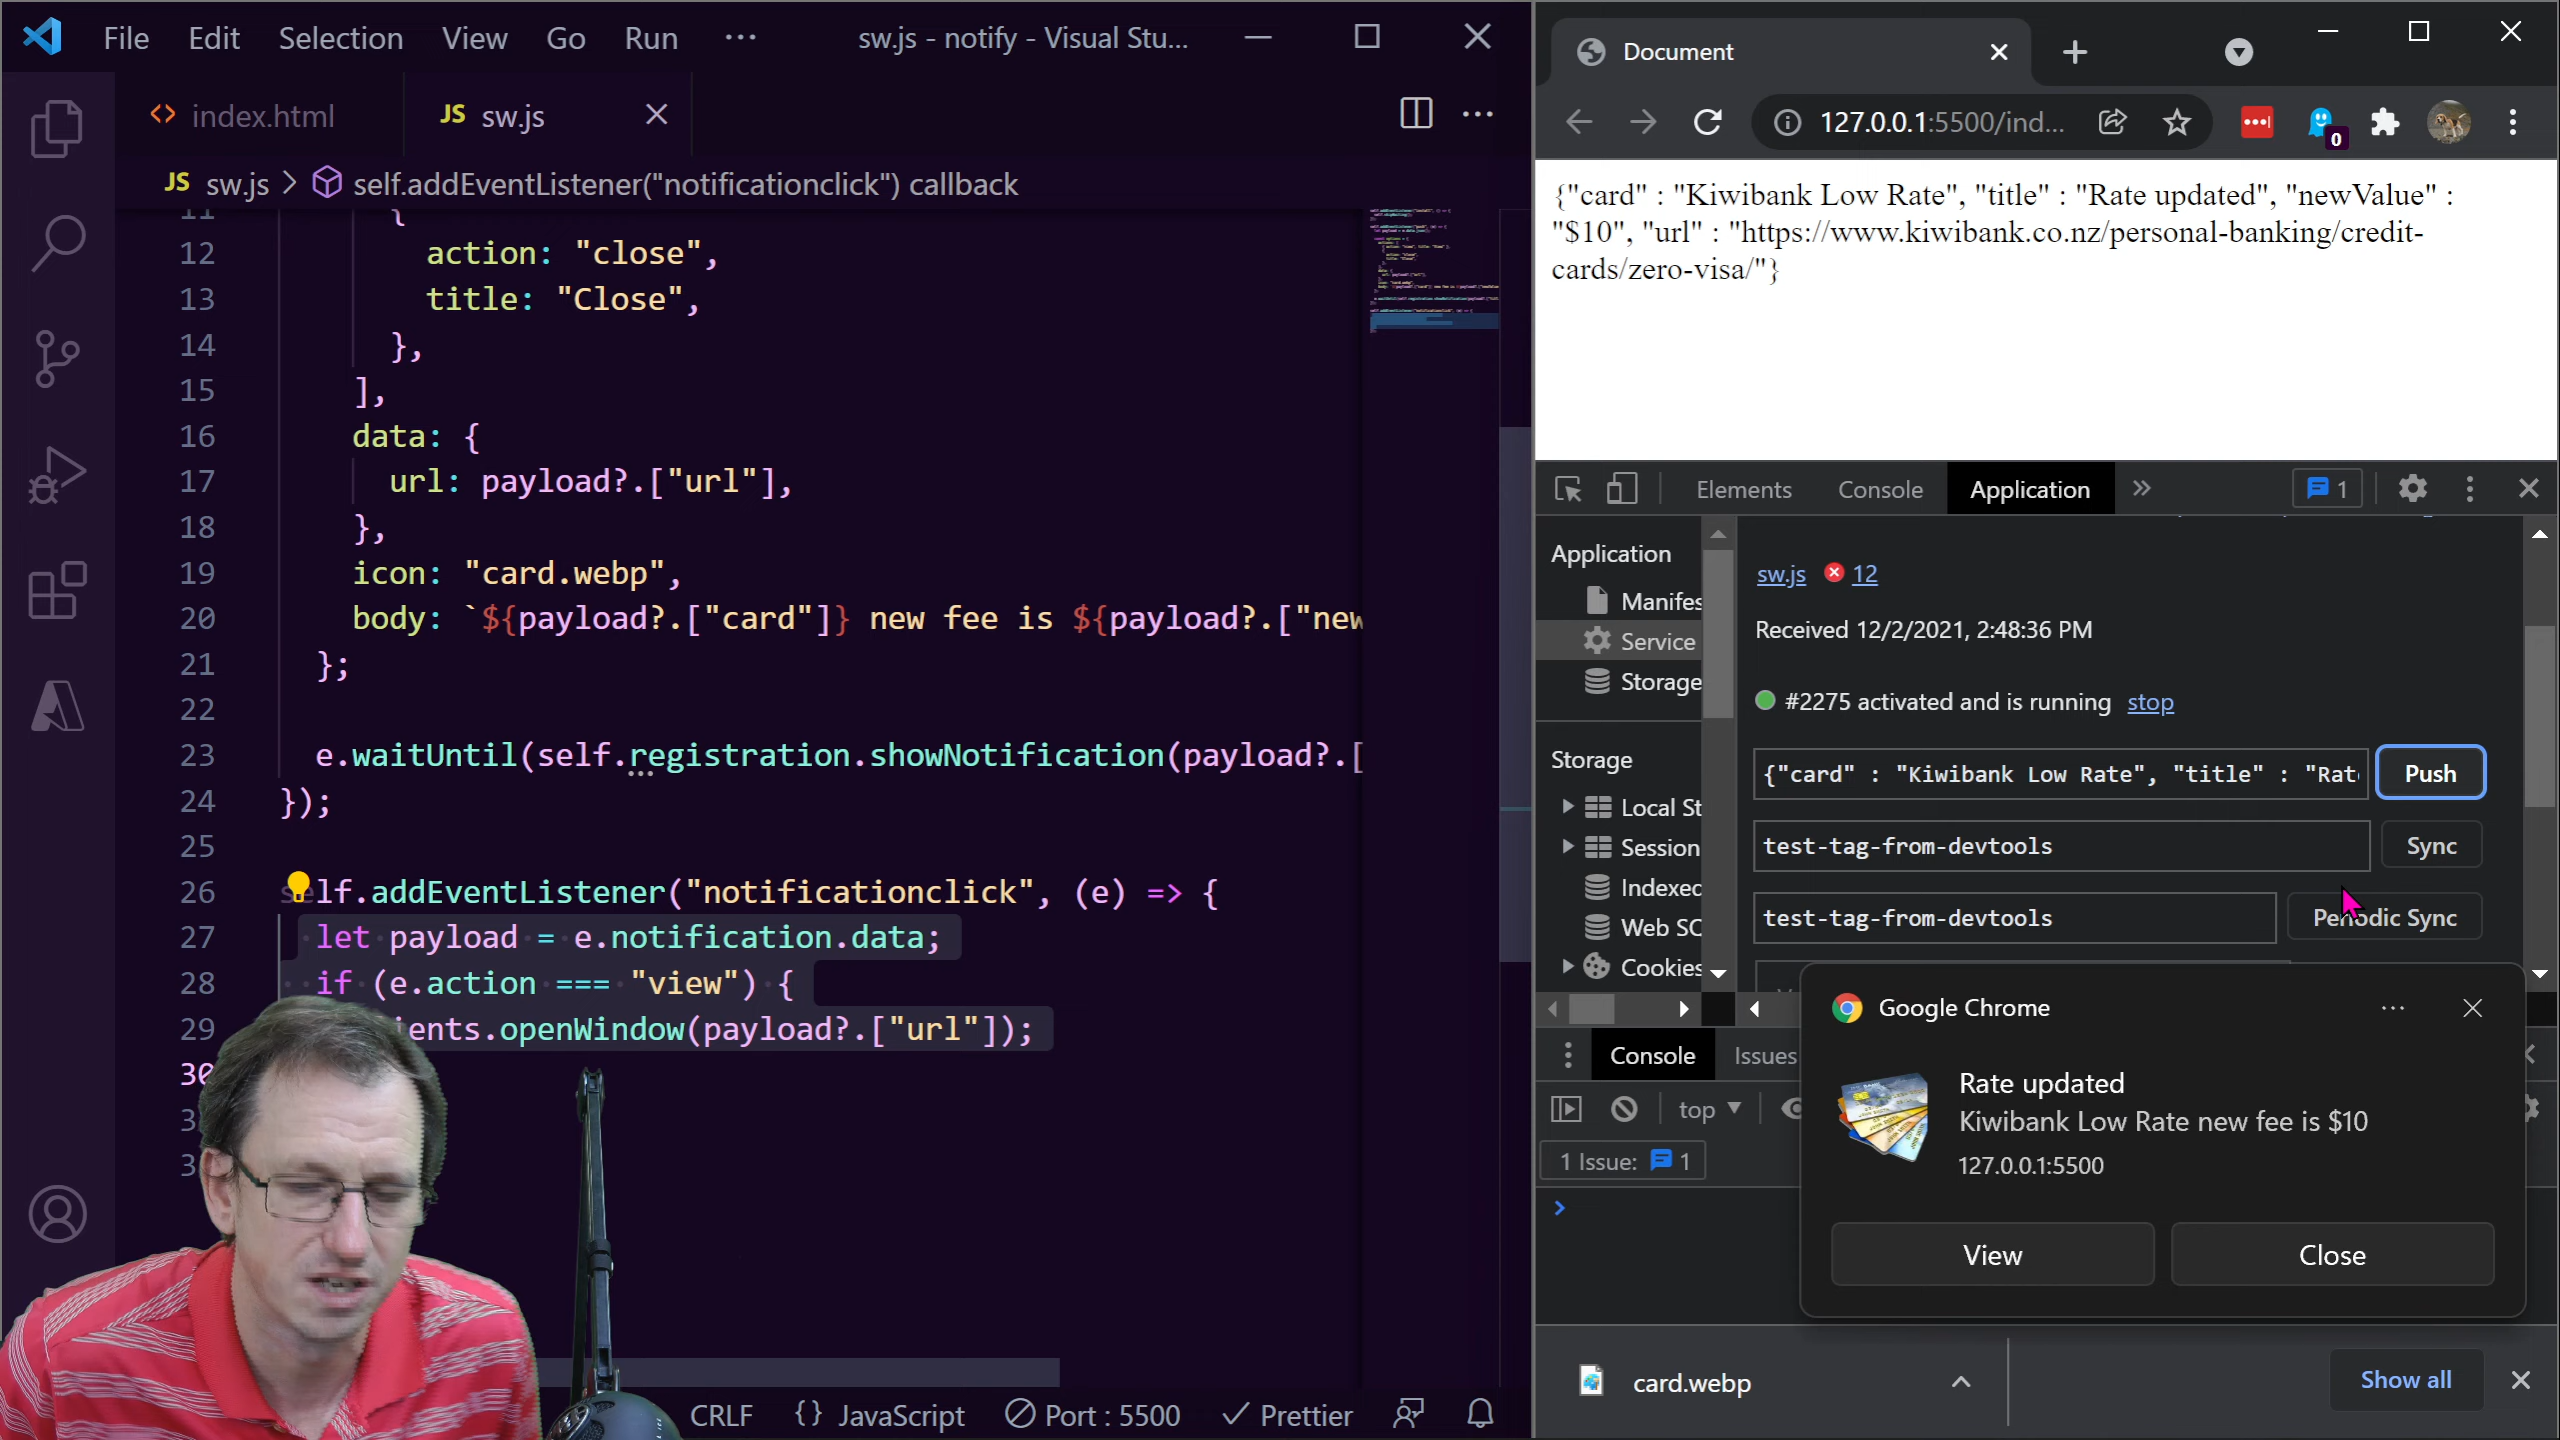 File Edit Selection View Go Run ··· sw.js - notify - Visual Stu...
index.html JS sw.js
JS sw.js > self.addEventListener("notificationclick") callback
11 {
12 action: "close",
13 title: "Close",
14 },
15 ],
16 data: {
17 url: payload?.["url"],
18 },
19 icon: "card.webp",
20 body: `${payload?.["card"]} new fee is ${payload?.["new
21 };
22
23 e.waitUntil(self.registration.showNotification(payload?.[
24 });
25
26 self.addEventListener("notificationclick", (e) => {
27 let payload = e.notification.data;
28 if (e.action === "view") {
29 ients.openWindow(payload?.["url"]);
30
CRLF {} JavaScript Port : 5500 Prettier
Document
127.0.0.1:5500/ind...
0
{"card" : "Kiwibank Low Rate", "title" : "Rate updated", "newValue" :
"$10", "url" : "https://www.kiwibank.co.nz/personal-banking/credit-
cards/zero-visa/"}
Elements Console Application » 1
Application
Manifes
Service
Storage
Storage
Local St
Session
Indexed
Web SQ
Cookies
sw.js 12
Received 12/2/2021, 2:48:36 PM
#2275 activated and is running stop
{"card" : "Kiwibank Low Rate", "title" : "Rate Push
test-tag-from-devtools Sync
test-tag-from-devtools Periodic Sync
Console Issues
top
1 Issue: 1
Google Chrome
Rate updated
Kiwibank Low Rate new fee is $10
127.0.0.1:5500
View Close
card.webp Show all